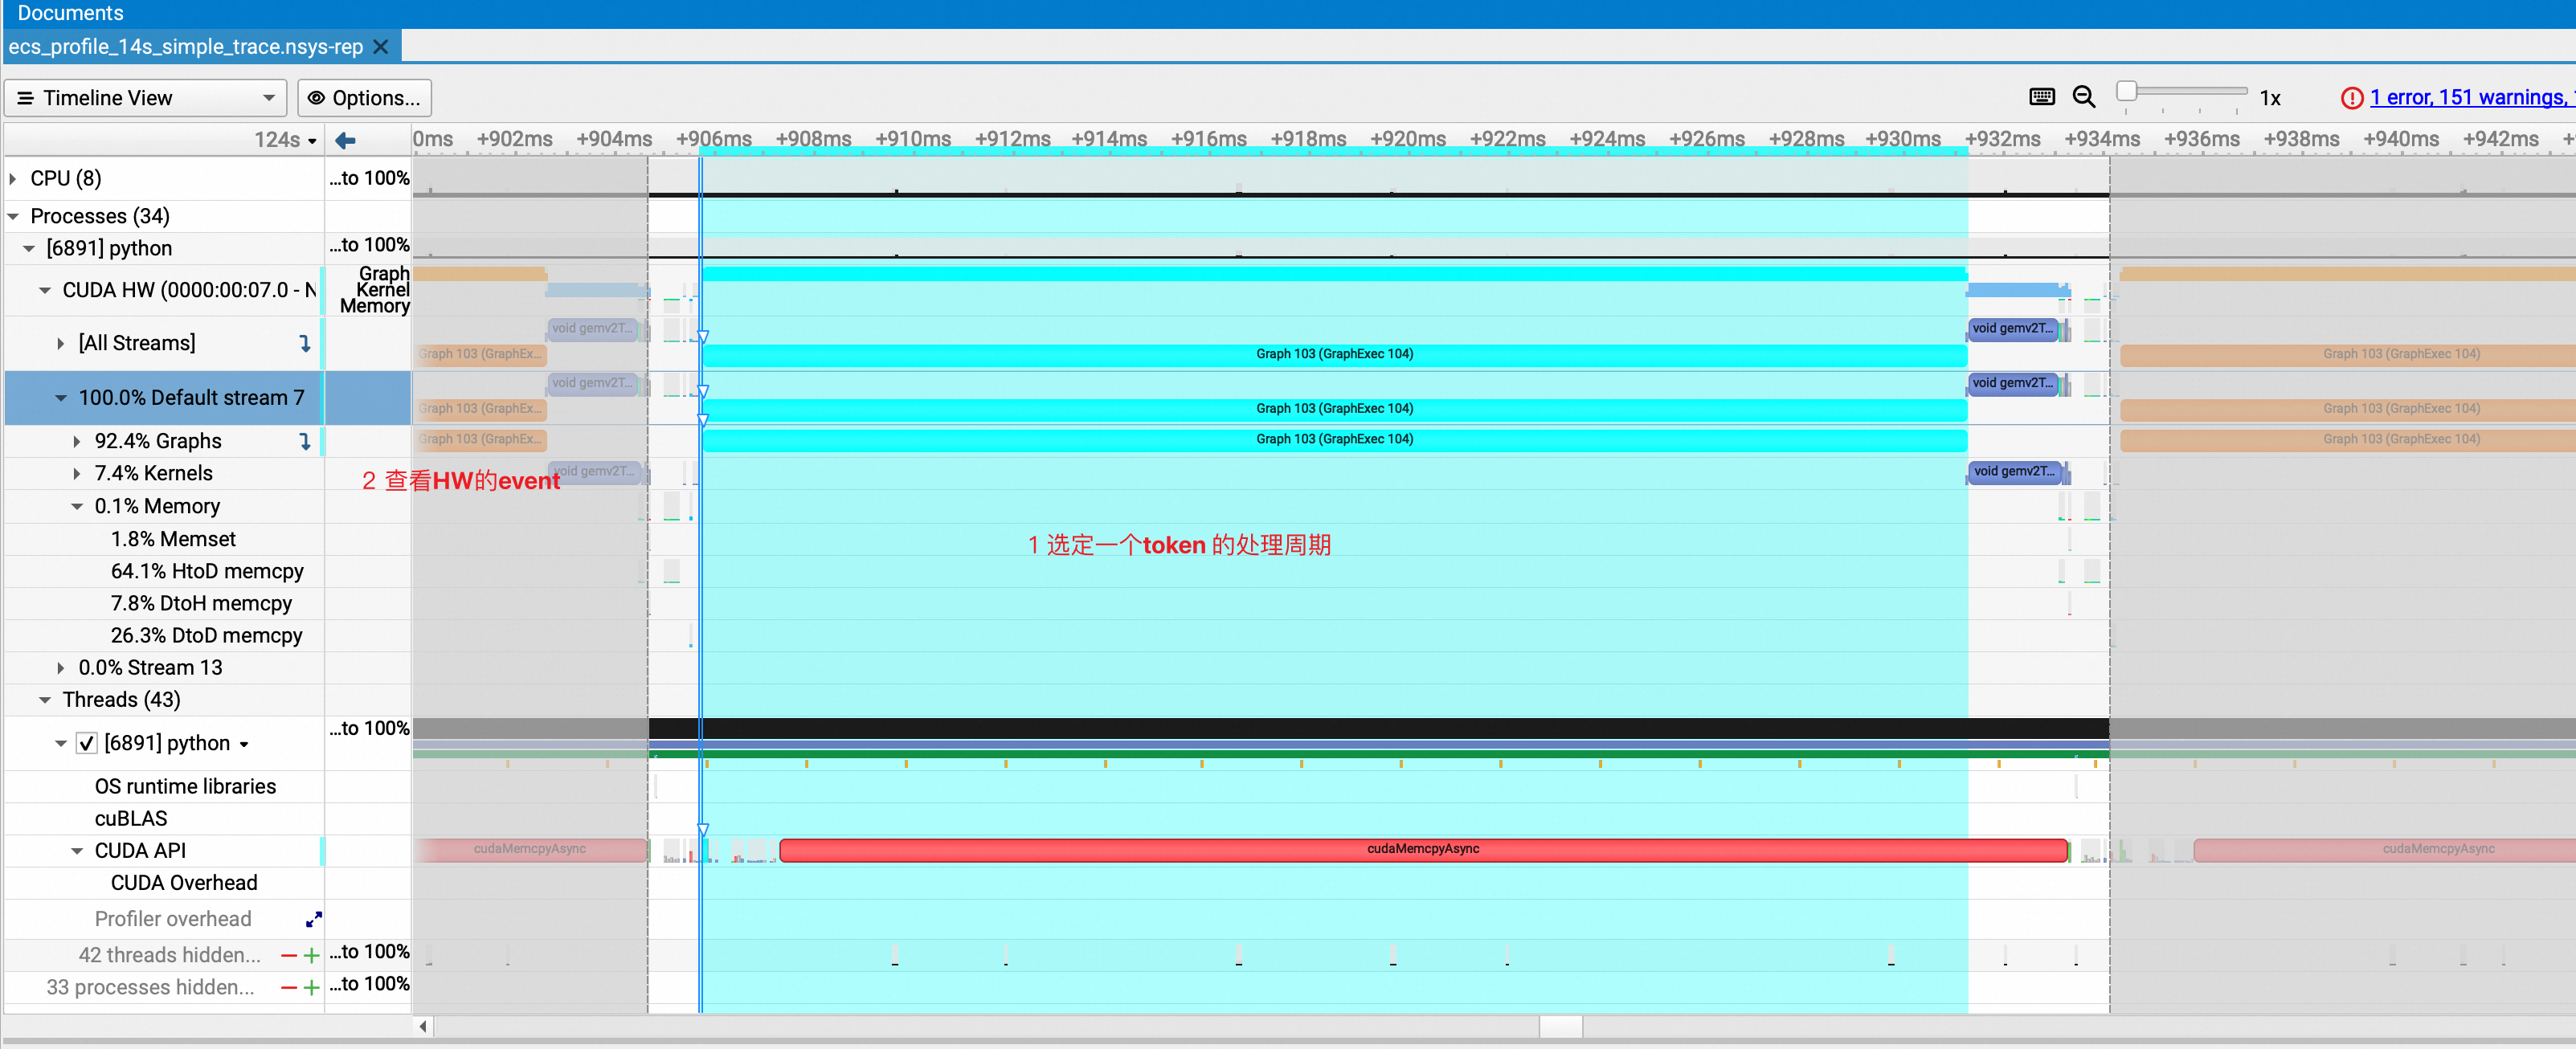 Documents
ecs_profile_14s_simple_trace.nsys-rep
Timeline View
Options...
1x
1 error, 151 warnings,
124s
0ms +902ms +904ms +906ms +908ms +910ms +912ms +914ms +916ms +918ms +920ms +922ms +924ms +926ms +928ms +930ms +932ms +934ms +936ms +938ms +940ms +942ms
CPU (8) ...to 100%
Processes (34)
[6891] python ...to 100%
CUDA HW (0000:00:07.0 - N
Graph
Kernel
Memory
[All Streams]
void gemv2T... void gemv2T...
Graph 103 (GraphEx... Graph 103 (GraphExec 104) Graph 103 (GraphExec 104)
100.0% Default stream 7
void gemv2T... void gemv2T...
Graph 103 (GraphEx... Graph 103 (GraphExec 104) Graph 103 (GraphExec 104)
92.4% Graphs Graph 103 (GraphEx... Graph 103 (GraphExec 104) Graph 103 (GraphExec 104)
7.4% Kernels void gemv2T... void gemv2T...
2 查看HW的event
0.1% Memory
1.8% Memset
1 选定一个token 的处理周期
64.1% HtoD memcpy
7.8% DtoH memcpy
26.3% DtoD memcpy
0.0% Stream 13
Threads (43)
[6891] python ...to 100%
OS runtime libraries
cuBLAS
CUDA API cudaMemcpyAsync cudaMemcpyAsync cudaMemcpyAsync
CUDA Overhead
Profiler overhead
42 threads hidden... ...to 100%
33 processes hidden... ...to 100%